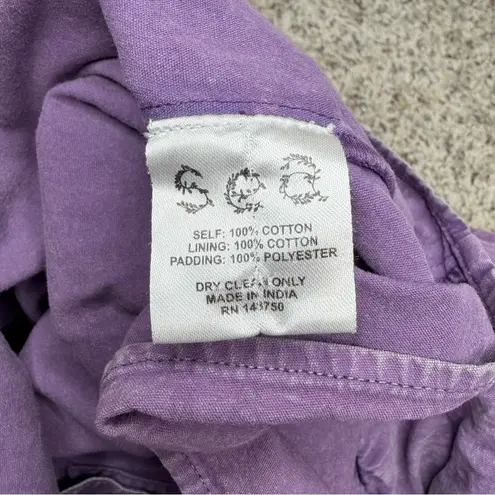 SELF: 100% COTTON
LINING: 100% COTTON
PADDING: 100% POLYESTER
DRY CLEAN ONLY
MADE IN INDIA
RN